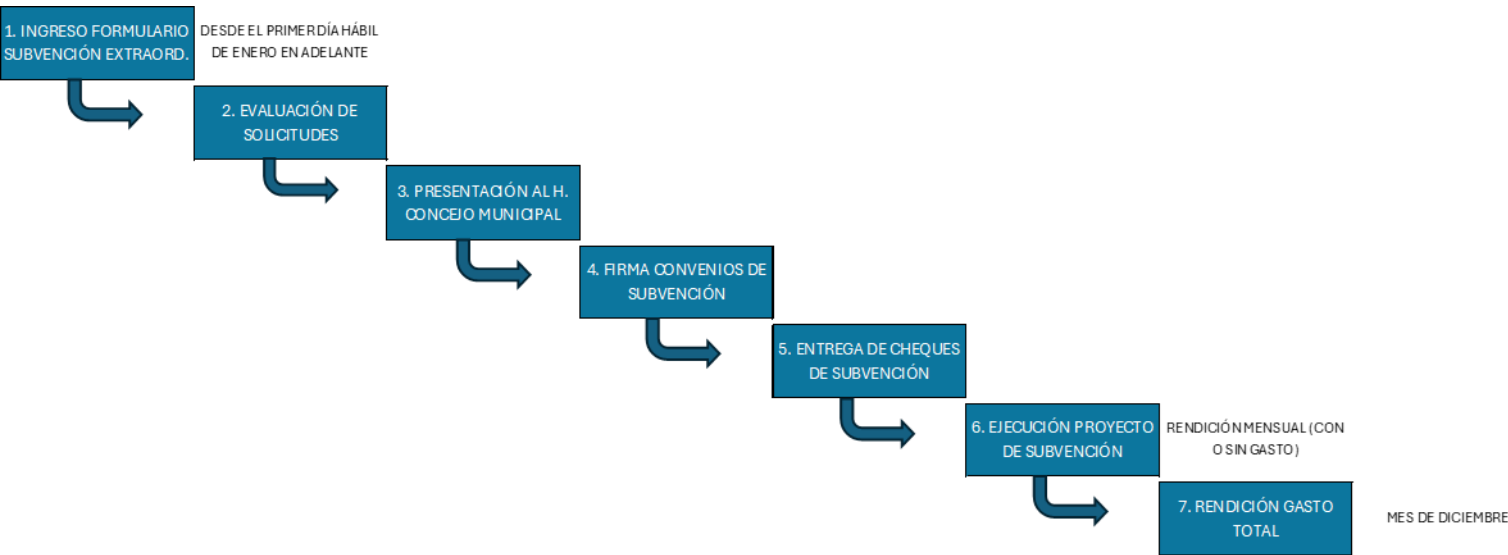 1. INGRESO FORMULARIO
SUBVENCIÓN EXTRAORD.
DESDE EL PRIMER DÍA HÁBIL
DE ENERO EN ADELANTE
2. EVALUACIÓN DE
SOLICITUDES
3. PRESENTACIÓN AL H.
CONCEJO MUNICIPAL
4. FIRMA CONVENIOS DE
SUBVENCIÓN
5. ENTREGA DE CHEQUES
DE SUBVENCIÓN
6. EJECUCIÓN PROYECTO
DE SUBVENCIÓN
RENDICIÓN MENSUAL (CON
O SIN GASTO)
7. RENDICIÓN GASTO
TOTAL
MES DE DICIEMBRE